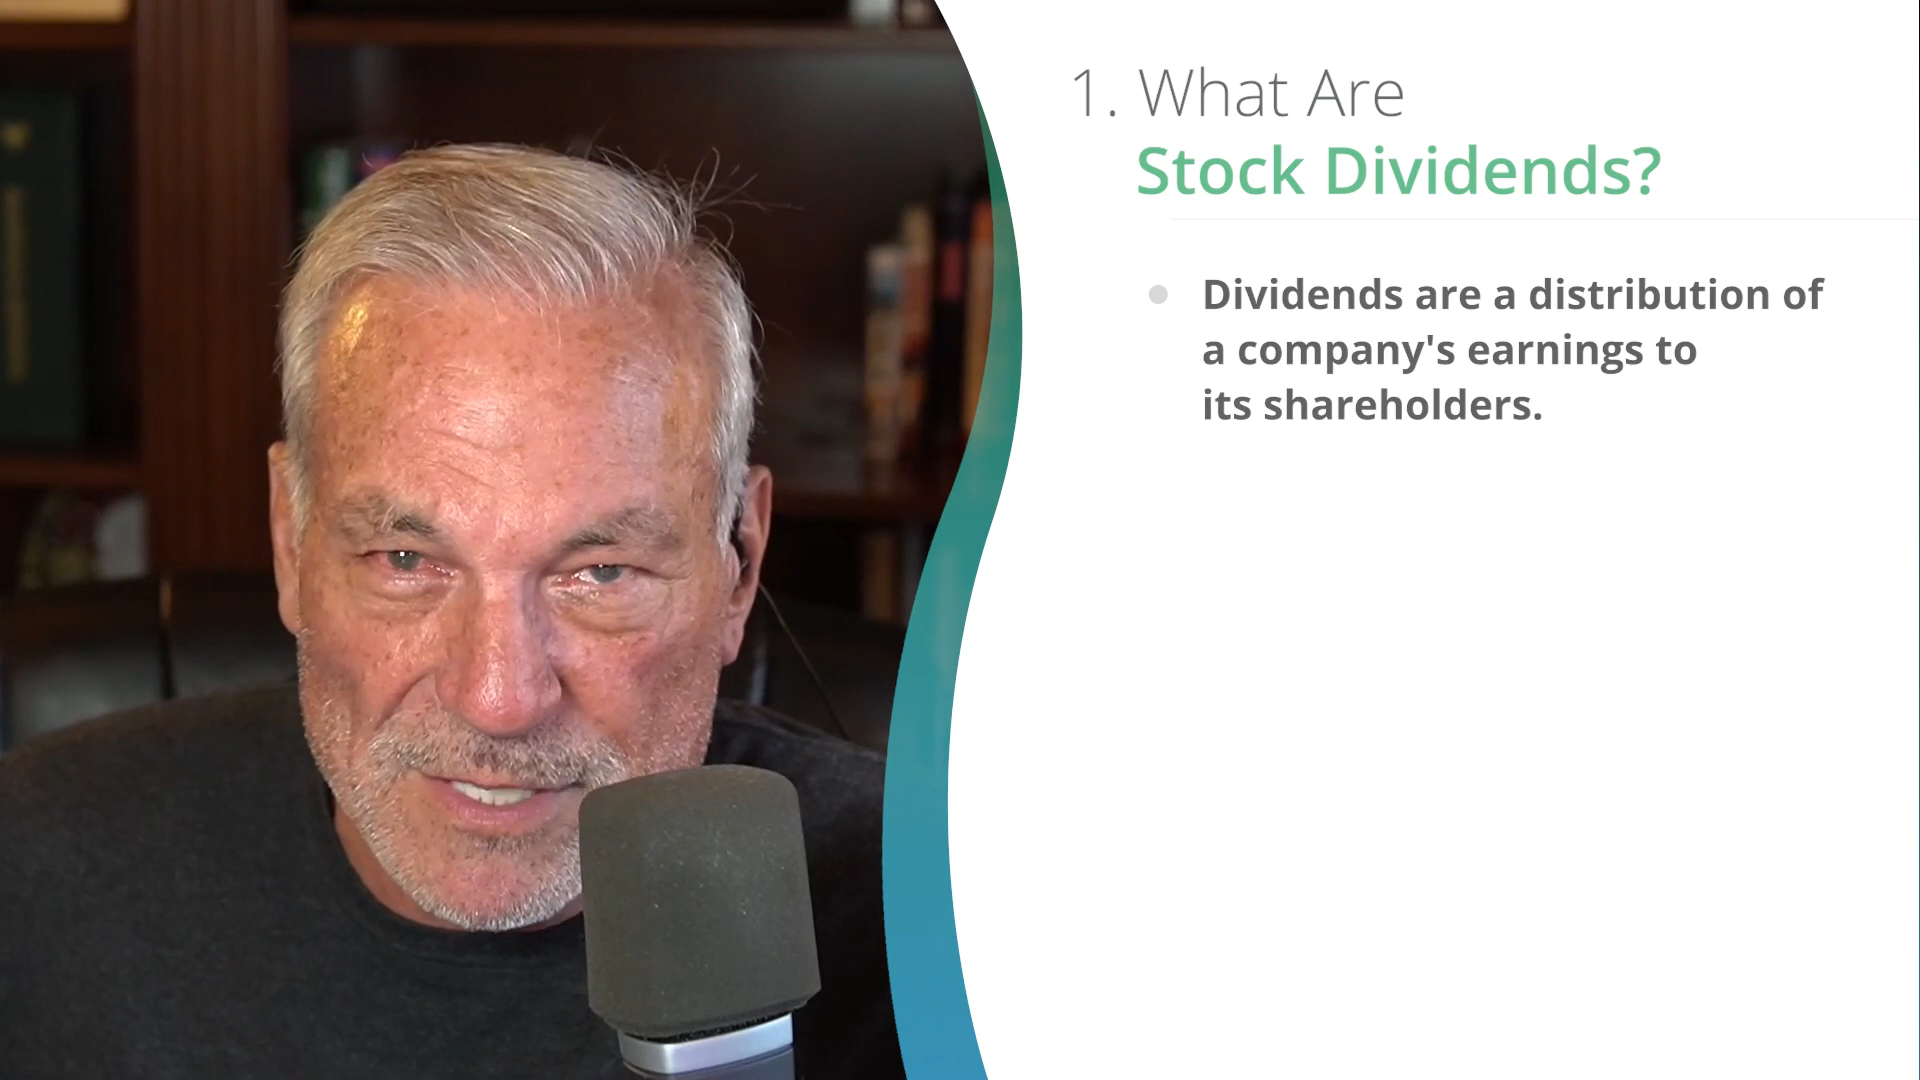 1. What Are
Stock Dividends?
Dividends are a distribution of
a company's earnings to
its shareholders.